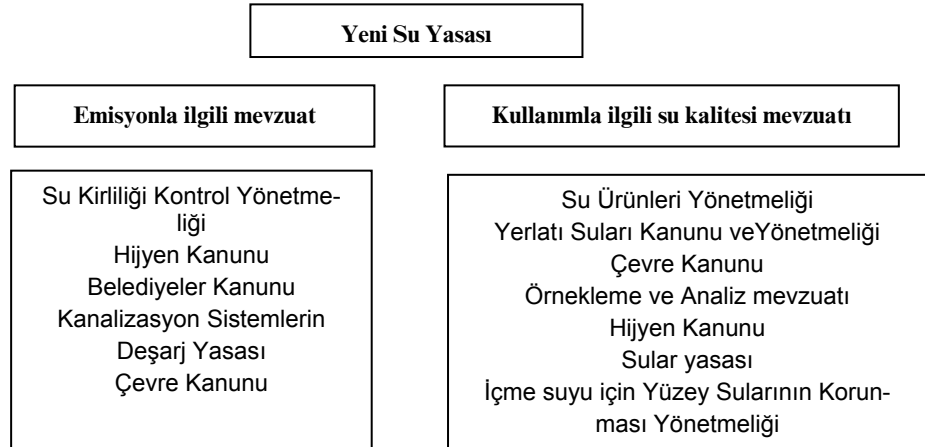 Yeni Su Yasası
Emisyonla ilgili mevzuat
Kullanımla ilgili su kalitesi mevzuatı
Su Kirliliği Kontrol Yönetme-
liği
Hijyen Kanunu
Belediyeler Kanunu
Kanalizasyon Sistemlerin
Deşarj Yasası
Çevre Kanunu
Su Ürünleri Yönetmeliği
Yerlatı Suları Kanunu veYönetmeliği
Çevre Kanunu
Örnekleme ve Analiz mevzuatı
Hijyen Kanunu
Sular yasası
İçme suyu için Yüzey Sularının Korun-
ması Yönetmeliği